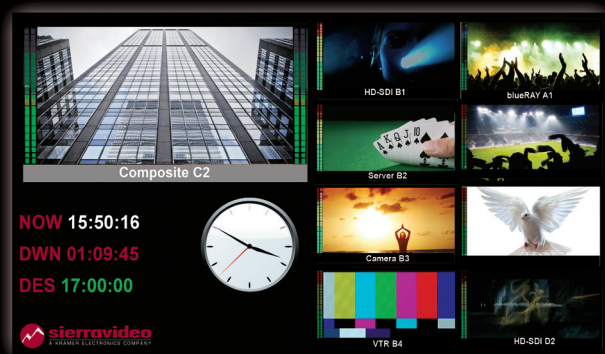 Composite C2
NOW 15:50:16
DWN 01:09:45
DES 17:00:00
sierravideo
A KRAMER ELECTRONICS COMPANY
HD-SDI B1
blueRAY A1
A K Q J 10
Server B2
Camera B3
VTR B4
HD-SDI D2